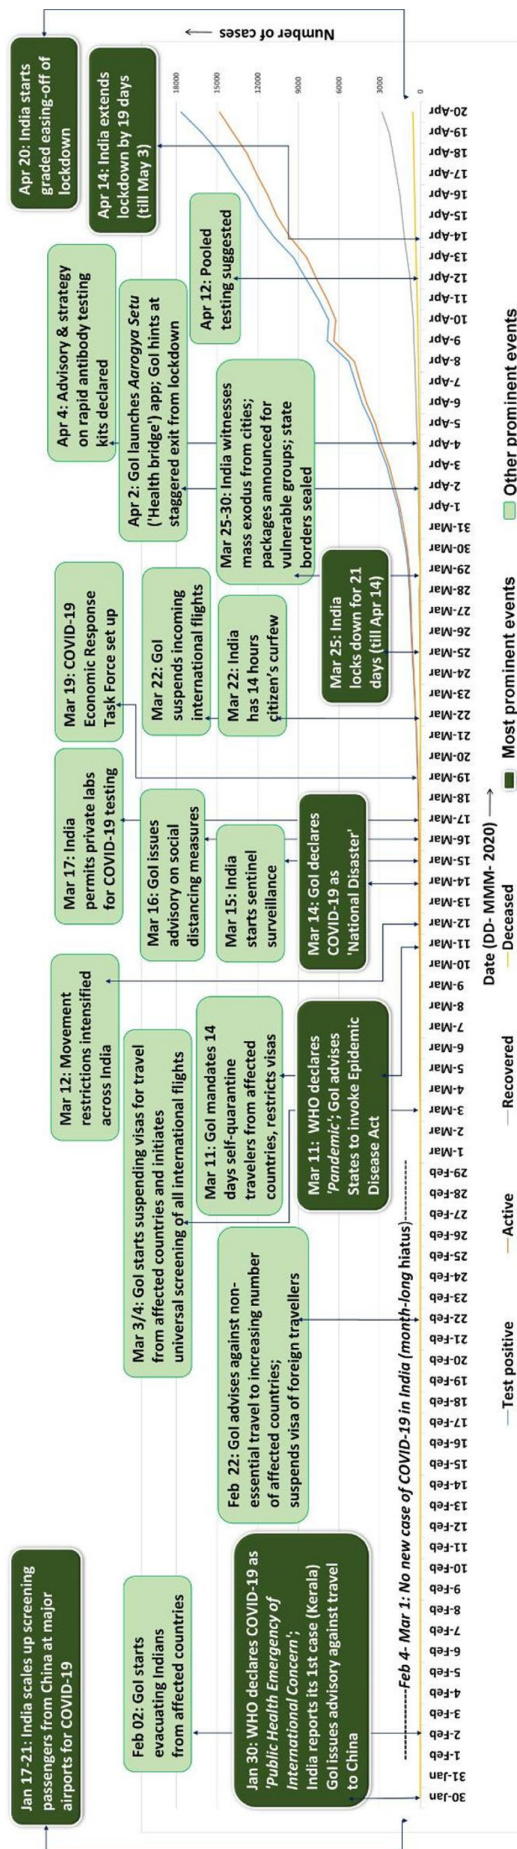 Jan 17-21: India scales up screening
passengers from China at major
airports for COVID-19
Feb 02: GoI starts
evacuating Indians
from affected countries
Jan 30: WHO declares COVID-19 as
'Public Health Emergency of
International Concern';
India reports its 1st case (Kerala)
GoI issues advisory against travel
to China
Feb 22: GoI advises against non-
essential travel to increasing number
of affected countries;
suspends visa of foreign travellers
Mar 3/4: GoI starts suspending visas for travel
from affected countries and initiates
universal screening of all international flights
Mar 11: GoI mandates 14
days self-quarantine
travelers from affected
countries, restricts visas
Mar 11: WHO declares
'Pandemic'; GoI advises
States to invoke Epidemic
Disease Act
Mar 12: Movement
restrictions intensified
across India
Mar 17: India
permits private labs
for COVID-19 testing
Mar 16: GoI issues
advisory on social
distancing measures
Mar 15: India
starts sentinel
surveillance
Mar 14: GoI declares
COVID-19 as
'National Disaster'
Mar 19: COVID-19
Economic Response
Task Force set up
Mar 22: GoI
suspends incoming
international flights
Mar 22: India
has 14 hours
citizen's curfew
Mar 25: India
locks down for 21
days (till Apr 14)
Apr 4: Advisory & strategy
on rapid antibody testing
kits declared
Apr 2: GoI launches Aarogya Setu
('Health bridge') app; GoI hints at
staggered exit from lockdown
Mar 25-30: India witnesses
mass exodus from cities;
packages announced for
vulnerable groups; state
borders sealed
Apr 12: Pooled
testing suggested
Apr 20: India starts
graded easing-off of
lockdown
Apr 14: India extends
lockdown by 19 days
(till May 3)
Number of cases
18000
15000
12000
9000
6000
3000
0
Feb 4- Mar 1: No new case of COVID-19 in India (month-long hiatus)
30-Jan
31-Jan
1-Feb
2-Feb
3-Feb
4-Feb
5-Feb
6-Feb
7-Feb
8-Feb
9-Feb
10-Feb
11-Feb
12-Feb
13-Feb
14-Feb
15-Feb
16-Feb
17-Feb
18-Feb
19-Feb
20-Feb
21-Feb
22-Feb
23-Feb
24-Feb
25-Feb
26-Feb
27-Feb
28-Feb
29-Feb
1-Mar
2-Mar
3-Mar
4-Mar
5-Mar
6-Mar
7-Mar
8-Mar
9-Mar
10-Mar
11-Mar
12-Mar
13-Mar
14-Mar
15-Mar
16-Mar
17-Mar
18-Mar
19-Mar
20-Mar
21-Mar
22-Mar
23-Mar
24-Mar
25-Mar
26-Mar
27-Mar
28-Mar
29-Mar
30-Mar
31-Mar
1-Apr
2-Apr
3-Apr
4-Apr
5-Apr
6-Apr
7-Apr
8-Apr
9-Apr
10-Apr
11-Apr
12-Apr
13-Apr
14-Apr
15-Apr
16-Apr
17-Apr
18-Apr
19-Apr
20-Apr
Date (DD- MMM- 2020)
Test positive
Active
Recovered
Deceased
Most prominent events
Other prominent events